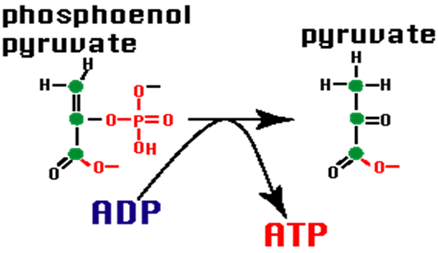 phosphoenol
pyruvate
pyruvate
H
H
H
H C H
O
O P O
OH
O
O
O
O
O
ADP
ATP